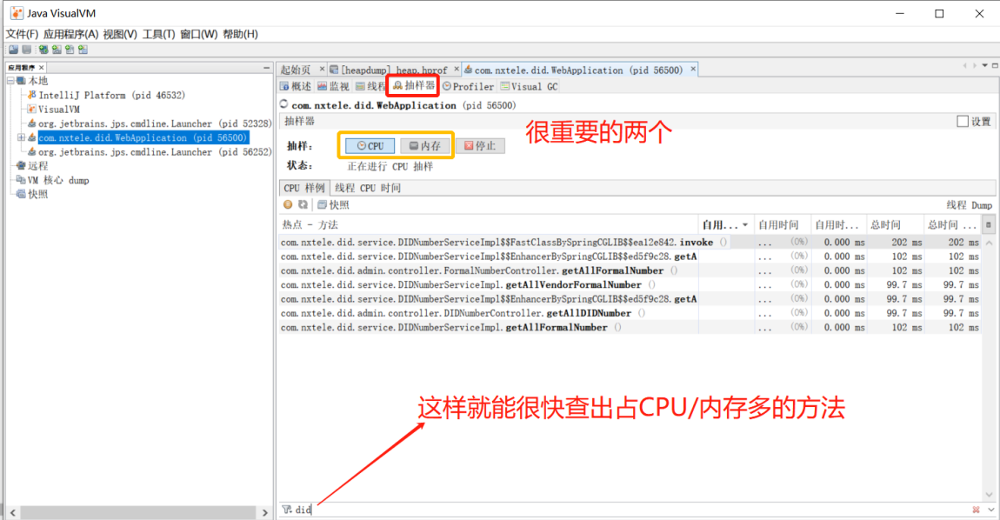 Java VisualVM
文件(F) 应用程序(A) 视图(V) 工具(T) 窗口(W) 帮助(H)
应用程序 ×
本地
IntelliJ Platform (pid 46532)
VisualVM
org.jetbrains.jps.cmdline.Launcher (pid 52328)
com.nxtele.did.WebApplication (pid 56500)
org.jetbrains.jps.cmdline.Launcher (pid 56252)
远程
VM 核心 dump
快照
起始页 × [heapdump] heap.hprof × com.nxtele.did.WebApplication (pid 56500) ×
概述 监视 线程 抽样器 Profiler Visual GC
com.nxtele.did.WebApplication (pid 56500)
抽样器 设置
很重要的两个
抽样: CPU 内存 停止
状态: 正在进行 CPU 抽样
CPU 样例 线程 CPU 时间
快照 线程 Dump
热点 - 方法 自用... 自用时间 自用时... 总时间 总时间 ...
com.nxtele.did.service.DIDNumberServiceImpl$$FastClassBySpringCGLIB$$ea12e842.invoke () ... (0%) 0.000 ms 202 ms 202 ms
com.nxtele.did.service.DIDNumberServiceImpl$$EnhancerBySpringCGLIB$$ed5f9c28.getA ... (0%) 0.000 ms 102 ms 102 ms
com.nxtele.did.admin.controller.FormalNumberController.getAllFormalNumber () ... (0%) 0.000 ms 102 ms 102 ms
com.nxtele.did.service.DIDNumberServiceImpl.getAllVendorFormalNumber () ... (0%) 0.000 ms 99.7 ms 99.7 ms
com.nxtele.did.service.DIDNumberServiceImpl$$EnhancerBySpringCGLIB$$ed5f9c28.getA ... (0%) 0.000 ms 99.7 ms 99.7 ms
com.nxtele.did.admin.controller.DIDNumberController.getAllDIDNumber () ... (0%) 0.000 ms 99.7 ms 99.7 ms
com.nxtele.did.service.DIDNumberServiceImpl.getAllFormalNumber () ... (0%) 0.000 ms 102 ms 102 ms
这样就能很快查出占CPU/内存多的方法
did